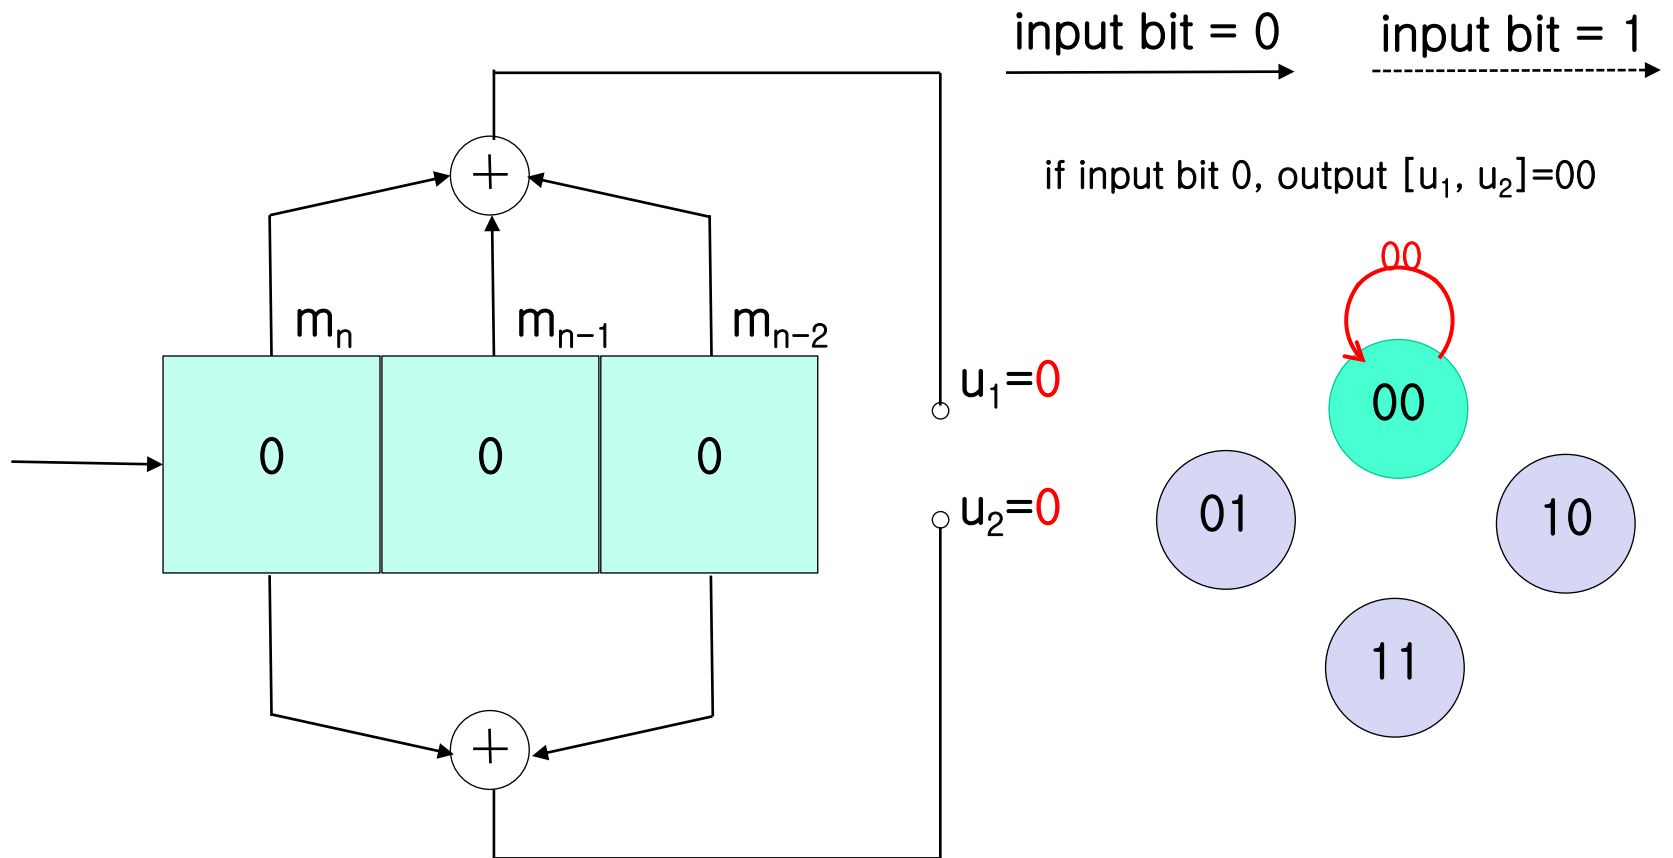 input bit = 0
input bit = 1
if input bit 0, output [u₁, u₂]=00
+
00
mₙ
mₙ₋₁
mₙ₋₂
0
0
0
u₁=0
u₂=0
00
01
10
11
+